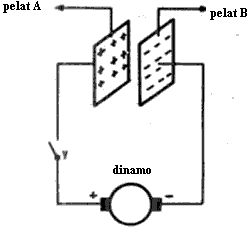 pelat A
pelat B
y
dinamo
+ -